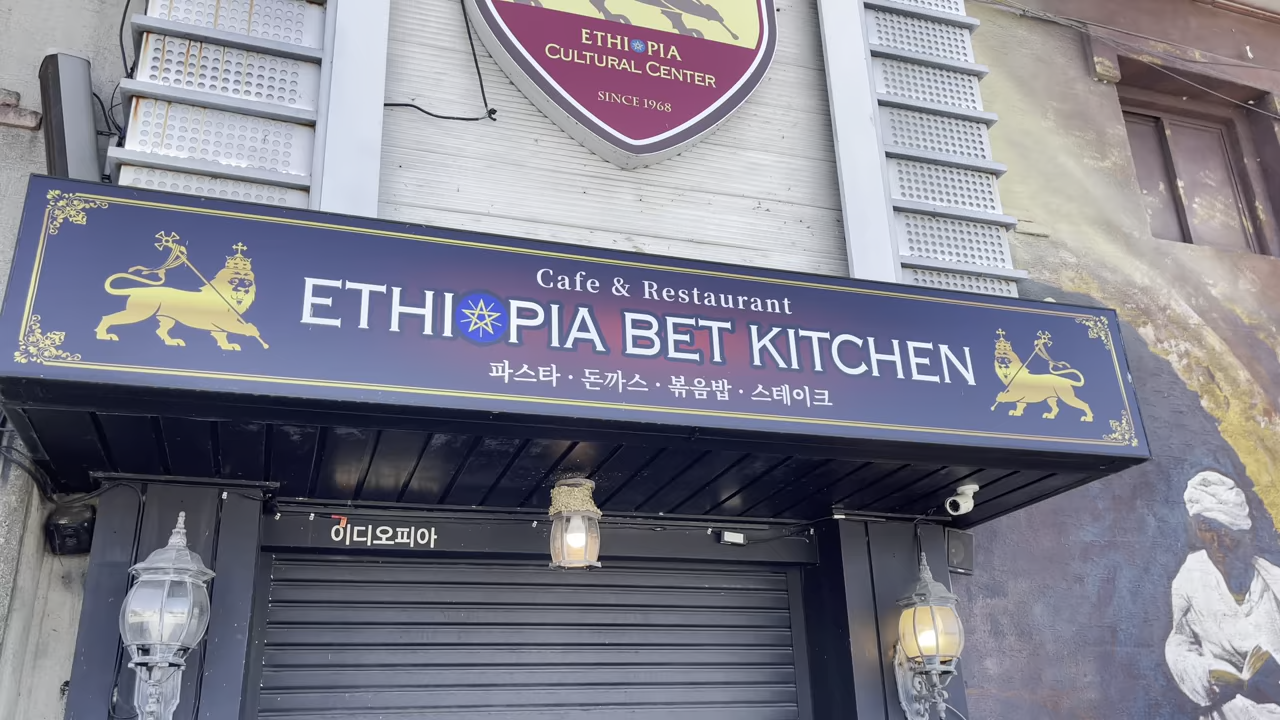 ETHIOPIA
CULTURAL CENTER
SINCE 1968
Cafe & Restaurant
ETHIOPIA BET KITCHEN
파스타 · 돈까스 · 볶음밥 · 스테이크
이디오피아